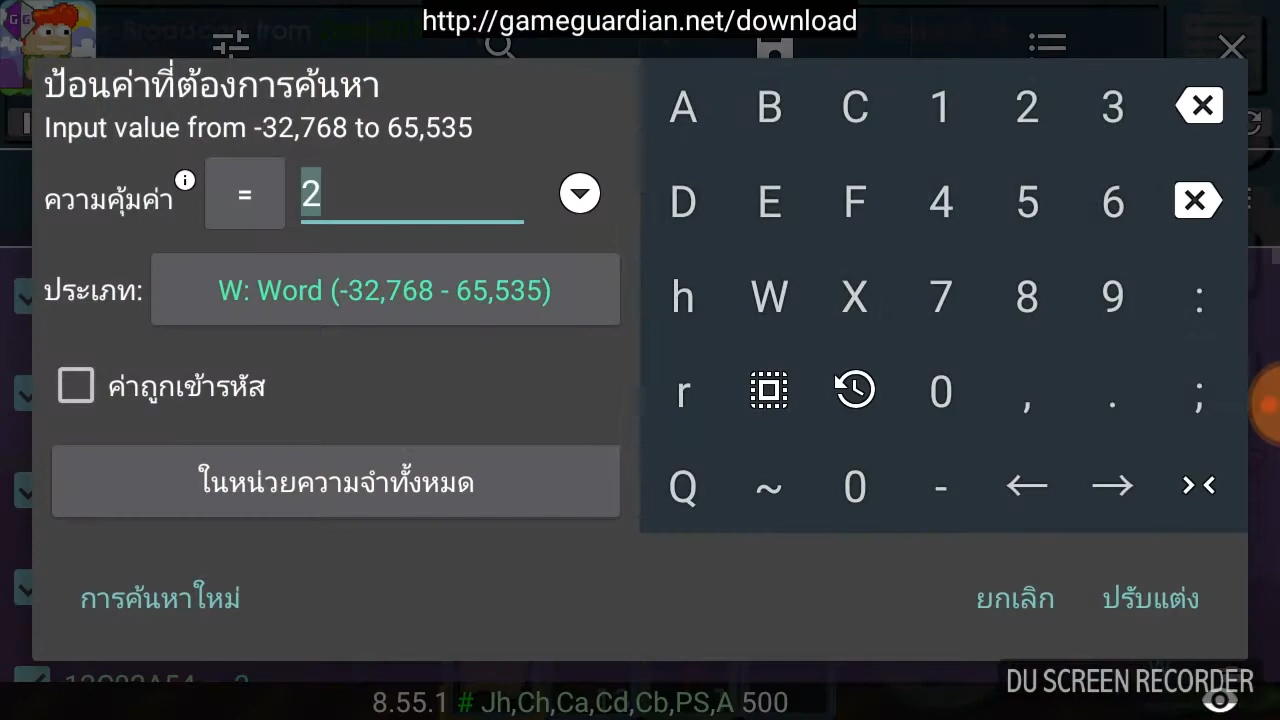 http://gameguardian.net/download
ป้อนค่าที่ต้องการค้นหา
Input value from -32,768 to 65,535
ความคุ้มค่า = 2
ประเภท: W: Word (-32,768 - 65,535)
ค่าถูกเข้ารหัส
ในหน่วยความจำทั้งหมด
A B C 1 2 3
D E F 4 5 6
h W X 7 8 9 :
r 0 , . ;
Q ~ 0 - ← → ><
การค้นหาใหม่ ยกเลิก ปรับแต่ง
DU SCREEN RECORDER
8.55.1 # Jh,Ch,Ca,Cd,Cb,PS,A 500